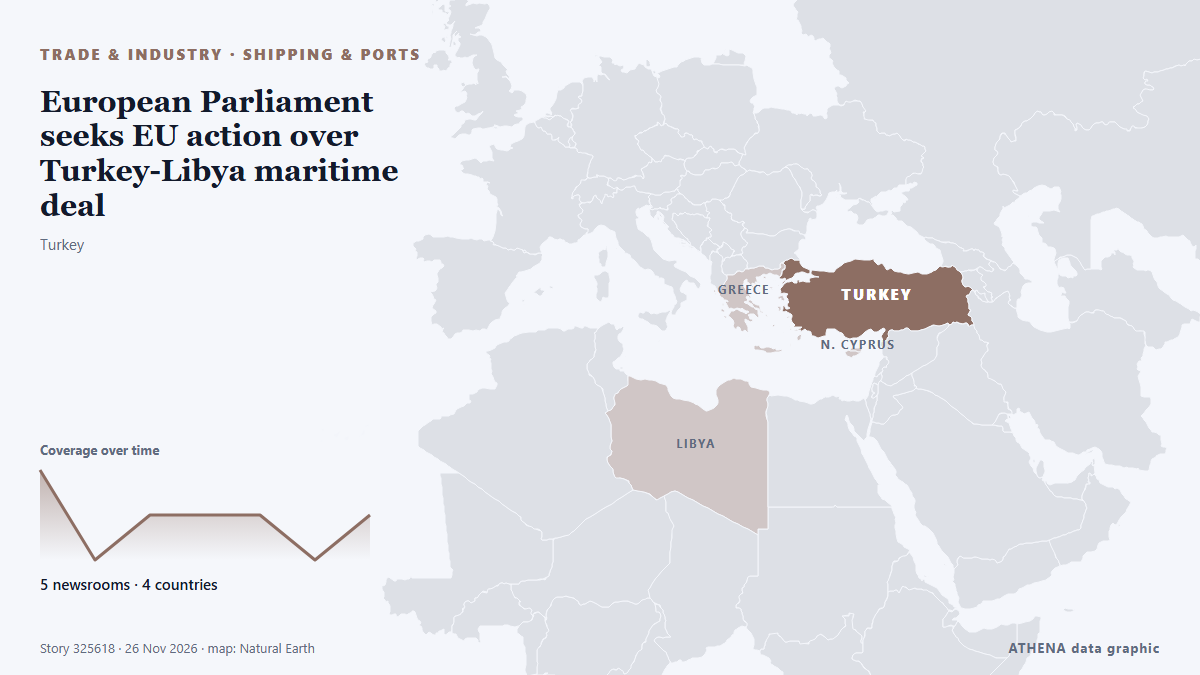 TRADE & INDUSTRY · SHIPPING & PORTS
European Parliament
seeks EU action over
Turkey-Libya maritime
deal
Turkey
GREECE
TURKEY
N. CYPRUS
LIBYA
Coverage over time
5 newsrooms · 4 countries
Story 325618 · 26 Nov 2026 · map: Natural Earth
ATHENA data graphic